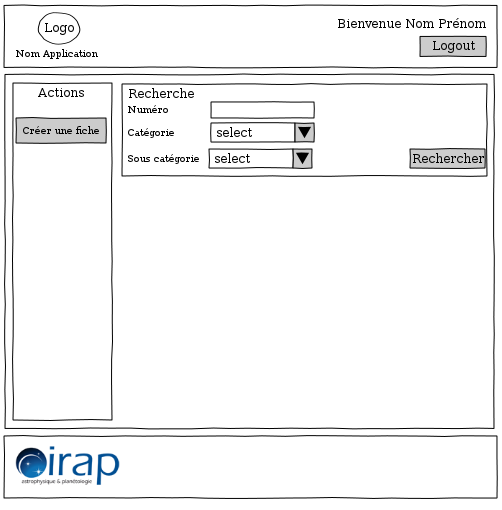 Logo
Nom Application
Bienvenue Nom Prénom
Logout
Actions
Créer une fiche
Recherche
Numéro
Catégorie
select
Sous catégorie
select
Rechercher
irap
astrophysique & planétologie